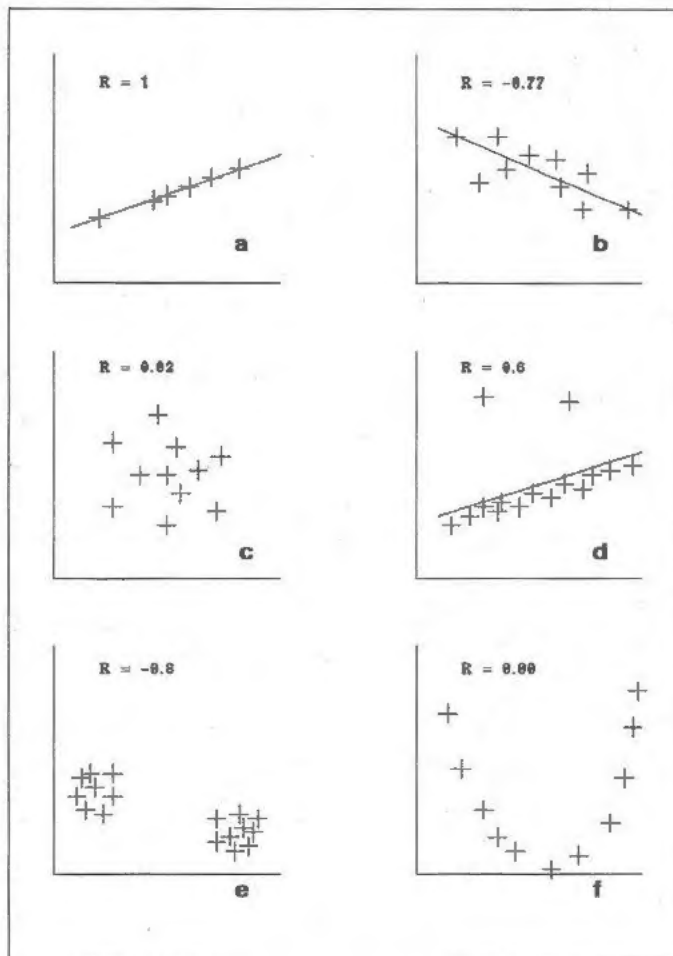 R = 1
a
R = -0.77
b
R = 0.02
c
R = 0.6
d
R = -0.8
e
R = 0.00
f